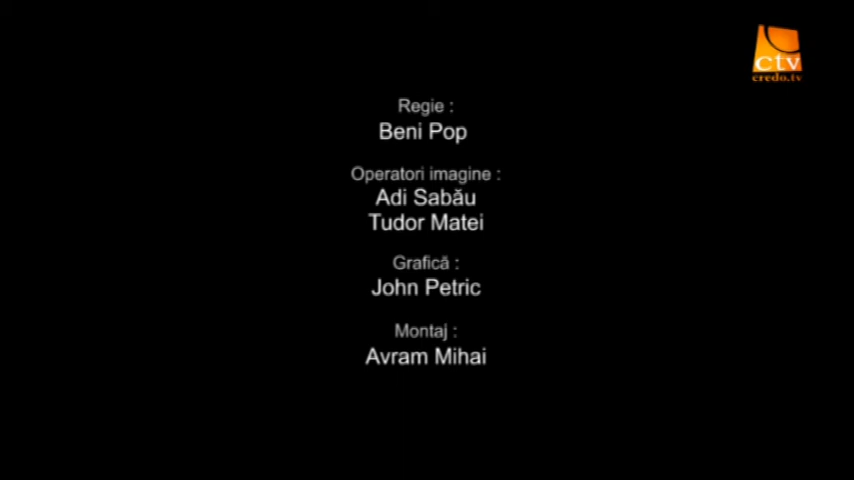 ctv
credo.tv
Regie :
Beni Pop
Operatori imagine :
Adi Sabău
Tudor Matei
Grafică :
John Petric
Montaj :
Avram Mihai